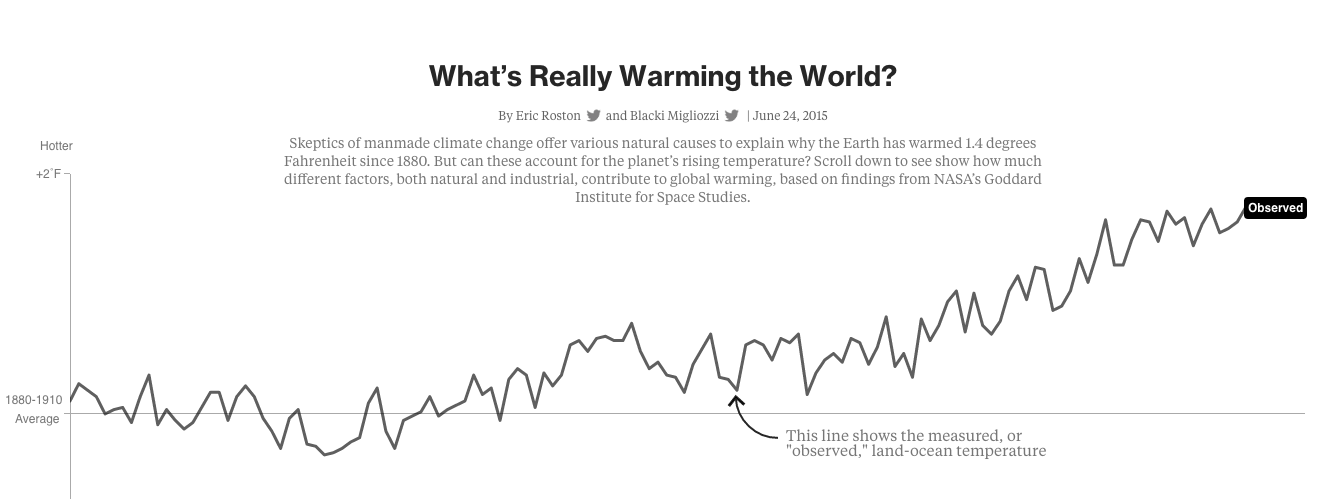 What’s Really Warming the World?
By Eric Roston and Blacki Migliozzi | June 24, 2015
Skeptics of manmade climate change offer various natural causes to explain why the Earth has warmed 1.4 degrees
Fahrenheit since 1880. But can these account for the planet’s rising temperature? Scroll down to see show how much
different factors, both natural and industrial, contribute to global warming, based on findings from NASA’s Goddard
Institute for Space Studies.
Hotter
+2°F
Observed
1880-1910
Average
This line shows the measured, or
"observed," land-ocean temperature